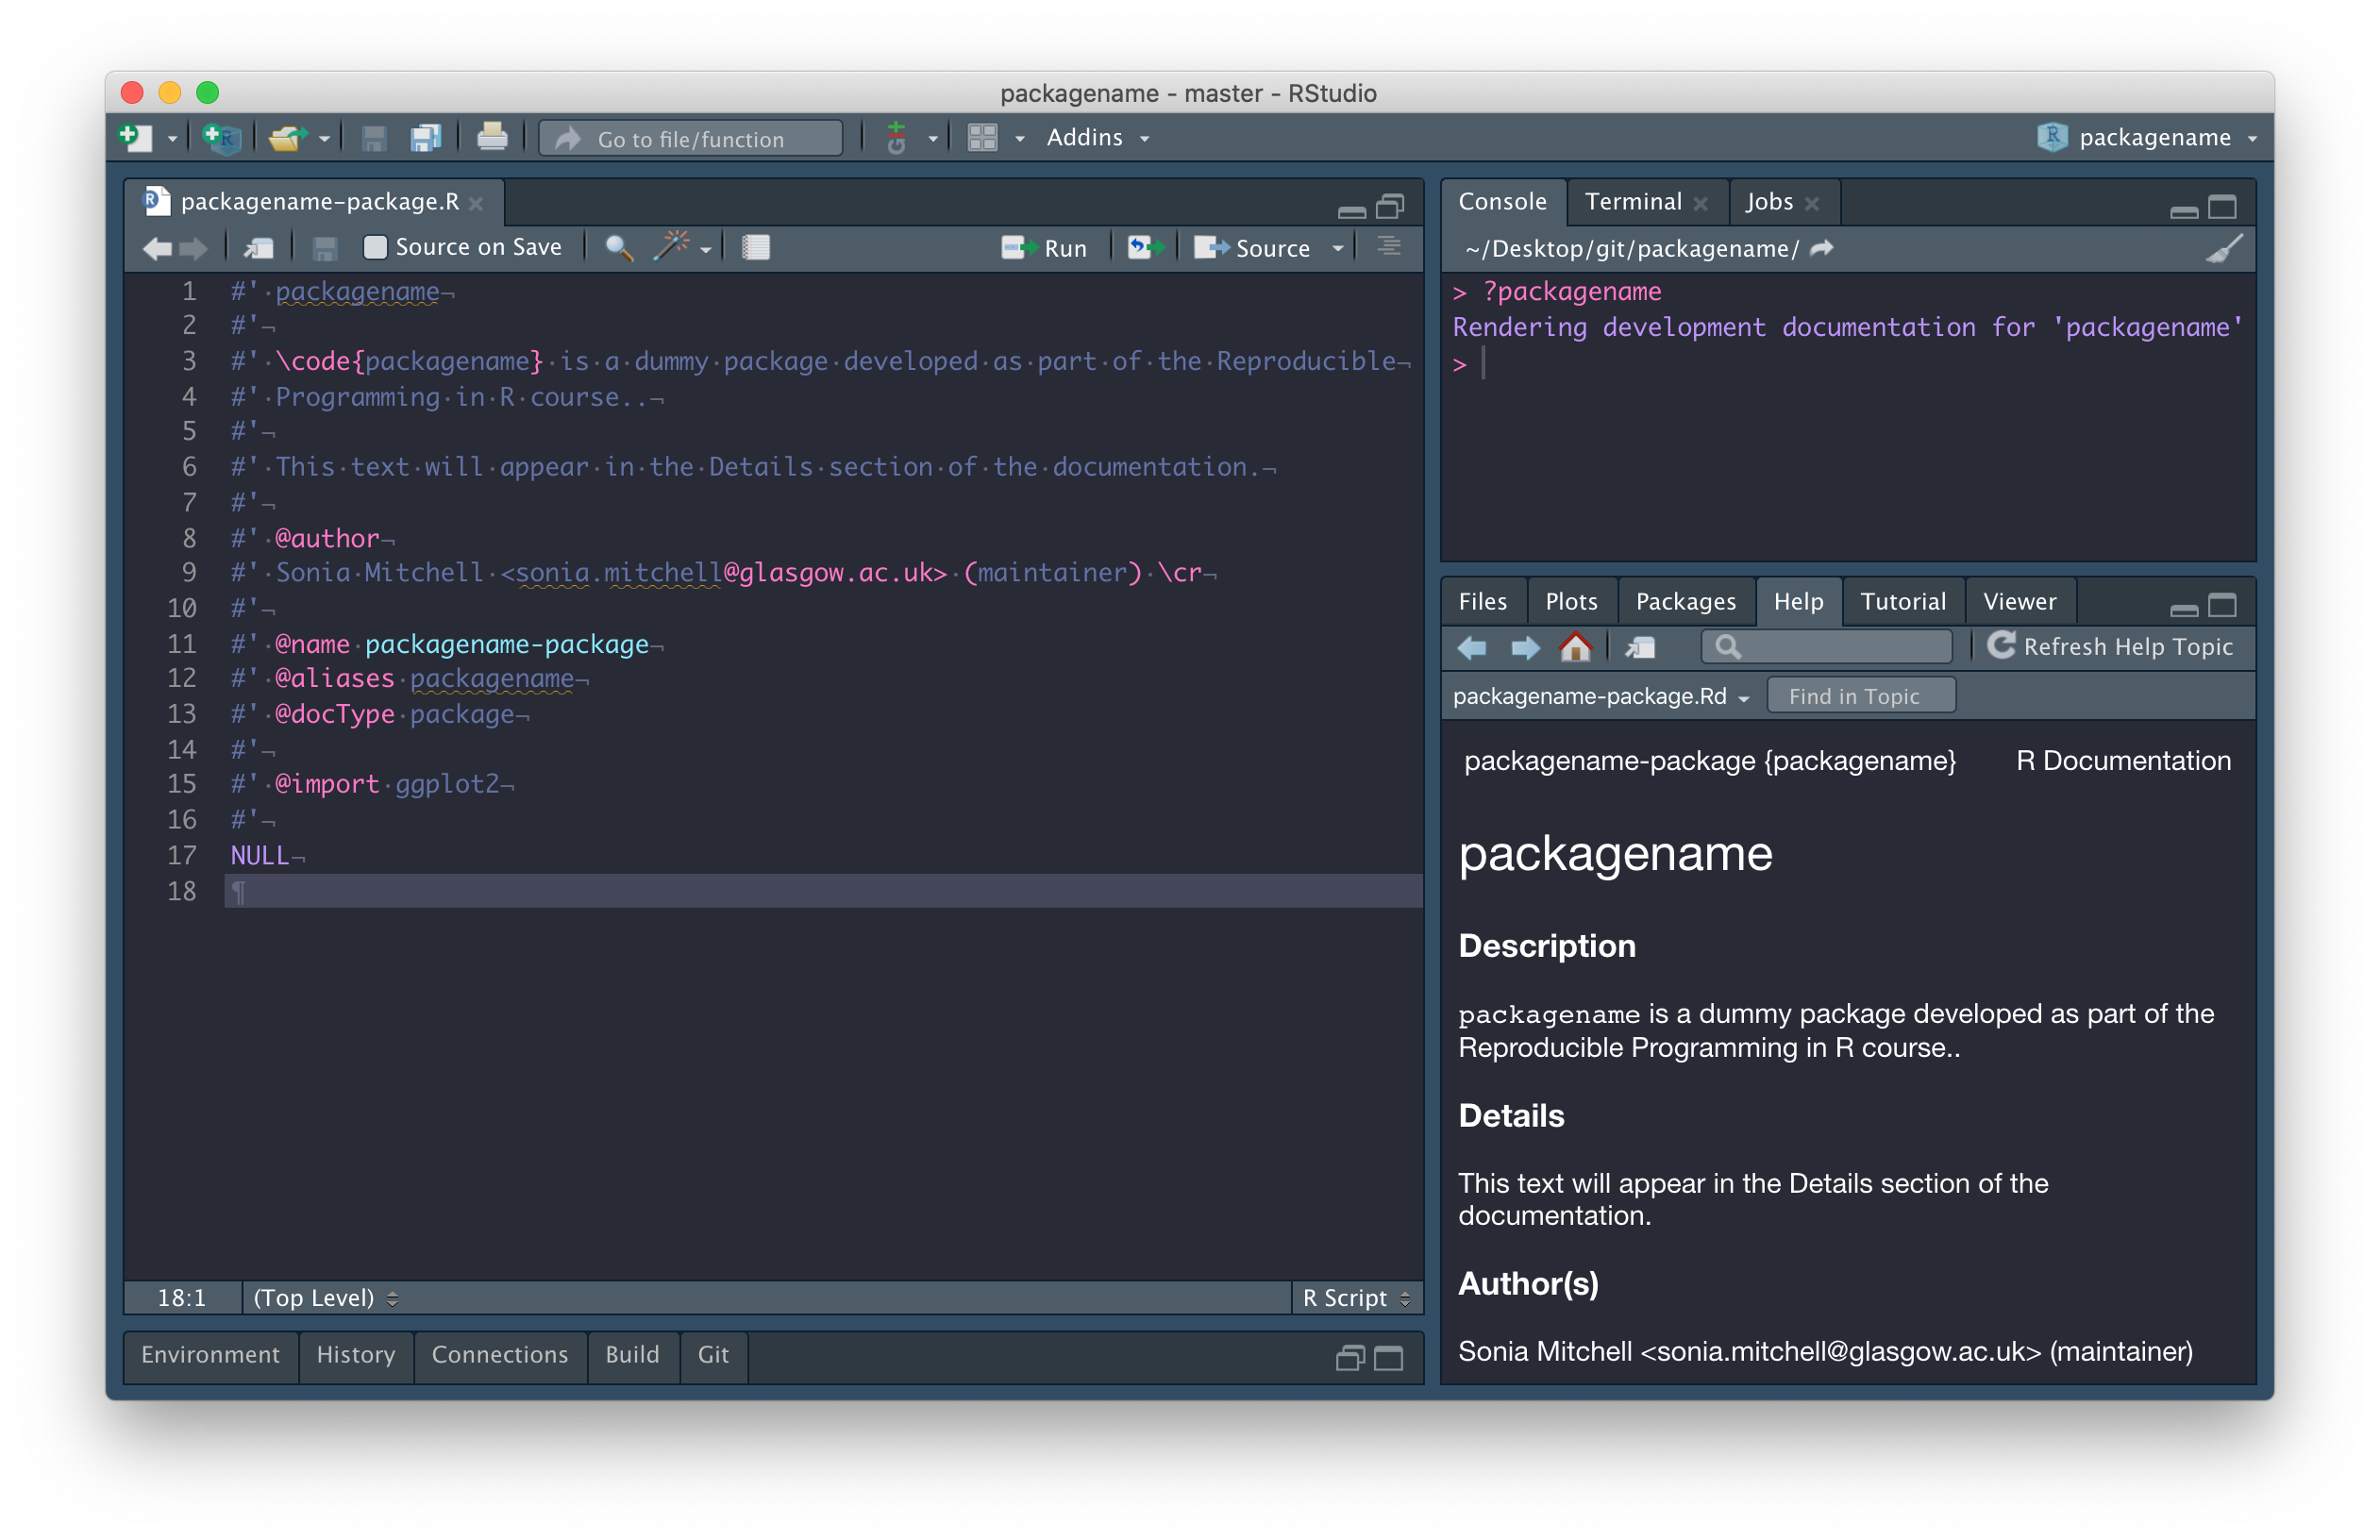 packagename - master - RStudio
Go to file/function
Addins
packagename
packagename-package.R
Source on Save
Run
Source
1 #' packagename¬
2 #'¬
3 #' \code{packagename} is a dummy package developed as part of the Reproducible¬
4 #' Programming in R course..¬
5 #'¬
6 #' This text will appear in the Details section of the documentation.¬
7 #'¬
8 #' @author¬
9 #' Sonia Mitchell <sonia.mitchell@glasgow.ac.uk> (maintainer) \cr¬
10 #'¬
11 #' @name packagename-package¬
12 #' @aliases packagename¬
13 #' @docType package¬
14 #'¬
15 #' @import ggplot2¬
16 #'¬
17 NULL¬
18 ¶
18:1 (Top Level) R Script
Environment History Connections Build Git
Console Terminal Jobs
~/Desktop/git/packagename/
> ?packagename
Rendering development documentation for 'packagename'
>
Files Plots Packages Help Tutorial Viewer
Refresh Help Topic
packagename-package.Rd Find in Topic
packagename-package {packagename} R Documentation
packagename
Description
packagename is a dummy package developed as part of the
Reproducible Programming in R course..
Details
This text will appear in the Details section of the
documentation.
Author(s)
Sonia Mitchell <sonia.mitchell@glasgow.ac.uk> (maintainer)